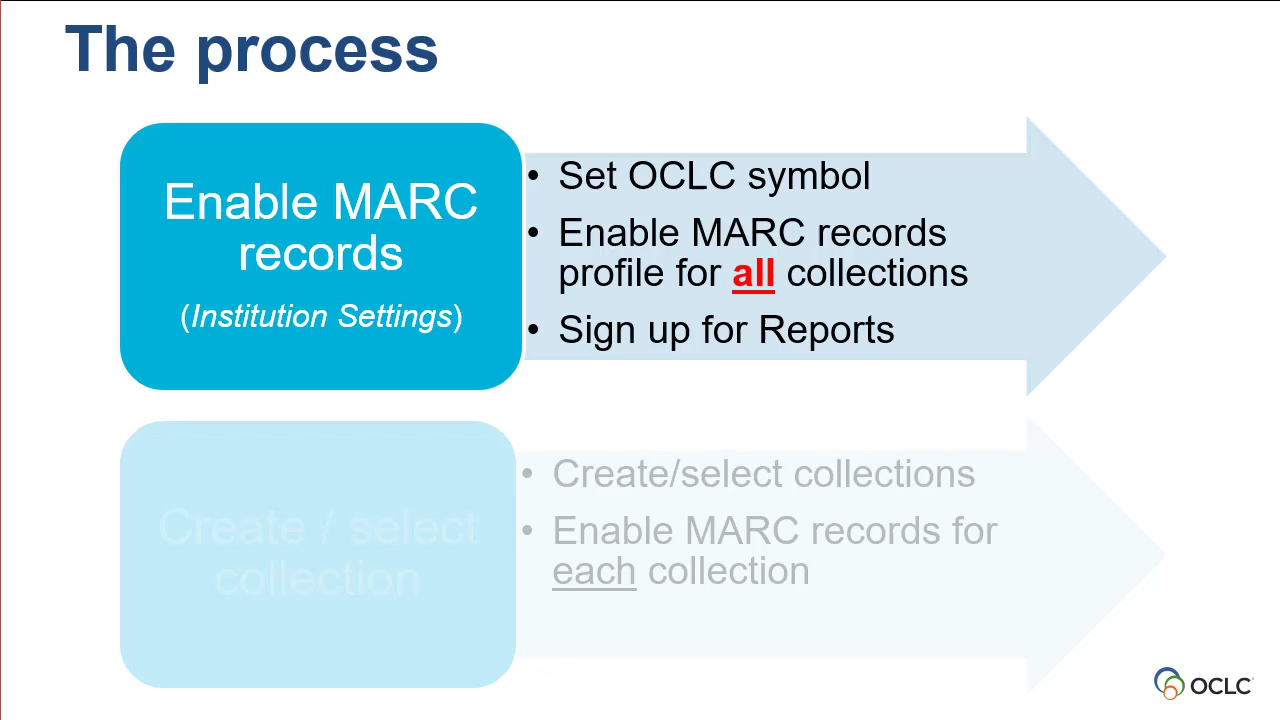 The process
Enable MARC
records
(Institution Settings)
• Set OCLC symbol
• Enable MARC records
profile for all collections
• Sign up for Reports
Create / select
collection
• Create/select collections
• Enable MARC records for
each collection
OCLC